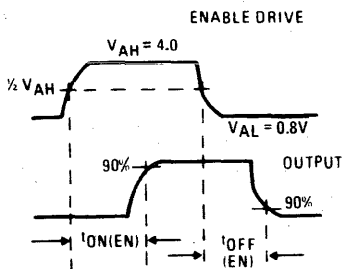 ENABLE DRIVE
VAH = 4.0
½ VAH
VAL = 0.8V
OUTPUT
90%
90%
tON(EN)
tOFF
(EN)